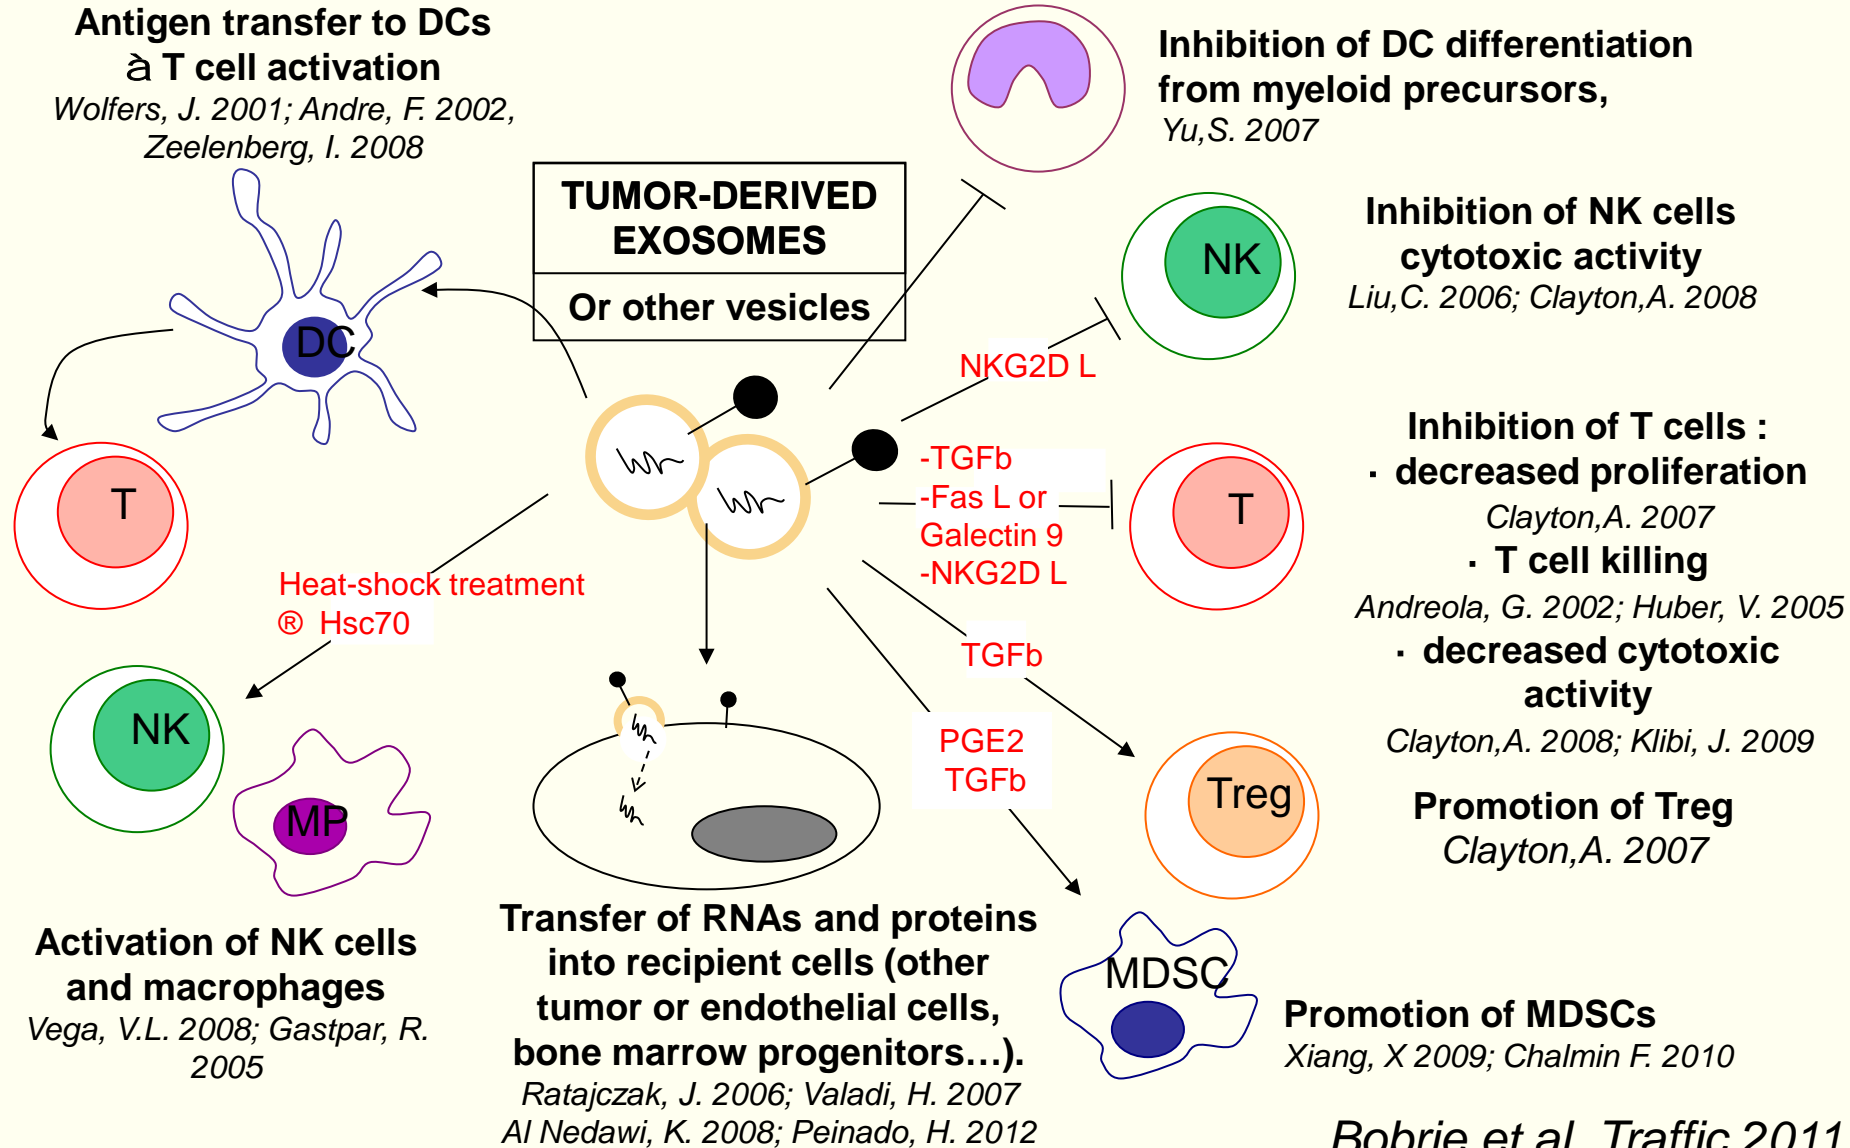 Antigen transfer to DCs
à T cell activation
Wolfers, J. 2001; Andre, F. 2002,
Zeelenberg, I. 2008
TUMOR-DERIVED
EXOSOMES
Or other vesicles
Inhibition of DC differentiation
from myeloid precursors,
Yu,S. 2007
NK
Inhibition of NK cells
cytotoxic activity
Liu,C. 2006; Clayton,A. 2008
DC
NKG2D L
T
-TGFb
-Fas L or
Galectin 9
-NKG2D L
T
Inhibition of T cells :
· decreased proliferation
Clayton,A. 2007
· T cell killing
Andreola, G. 2002; Huber, V. 2005
· decreased cytotoxic
activity
Clayton,A. 2008; Klibi, J. 2009
Heat-shock treatment
® Hsc70
TGFb
NK
MP
PGE2
TGFb
Treg
Promotion of Treg
Clayton,A. 2007
Activation of NK cells
and macrophages
Vega, V.L. 2008; Gastpar, R.
2005
Transfer of RNAs and proteins
into recipient cells (other
tumor or endothelial cells,
bone marrow progenitors…).
Ratajczak, J. 2006; Valadi, H. 2007
Al Nedawi, K. 2008; Peinado, H. 2012
MDSC
Promotion of MDSCs
Xiang, X 2009; Chalmin F. 2010
Bobrie et al, Traffic 2011